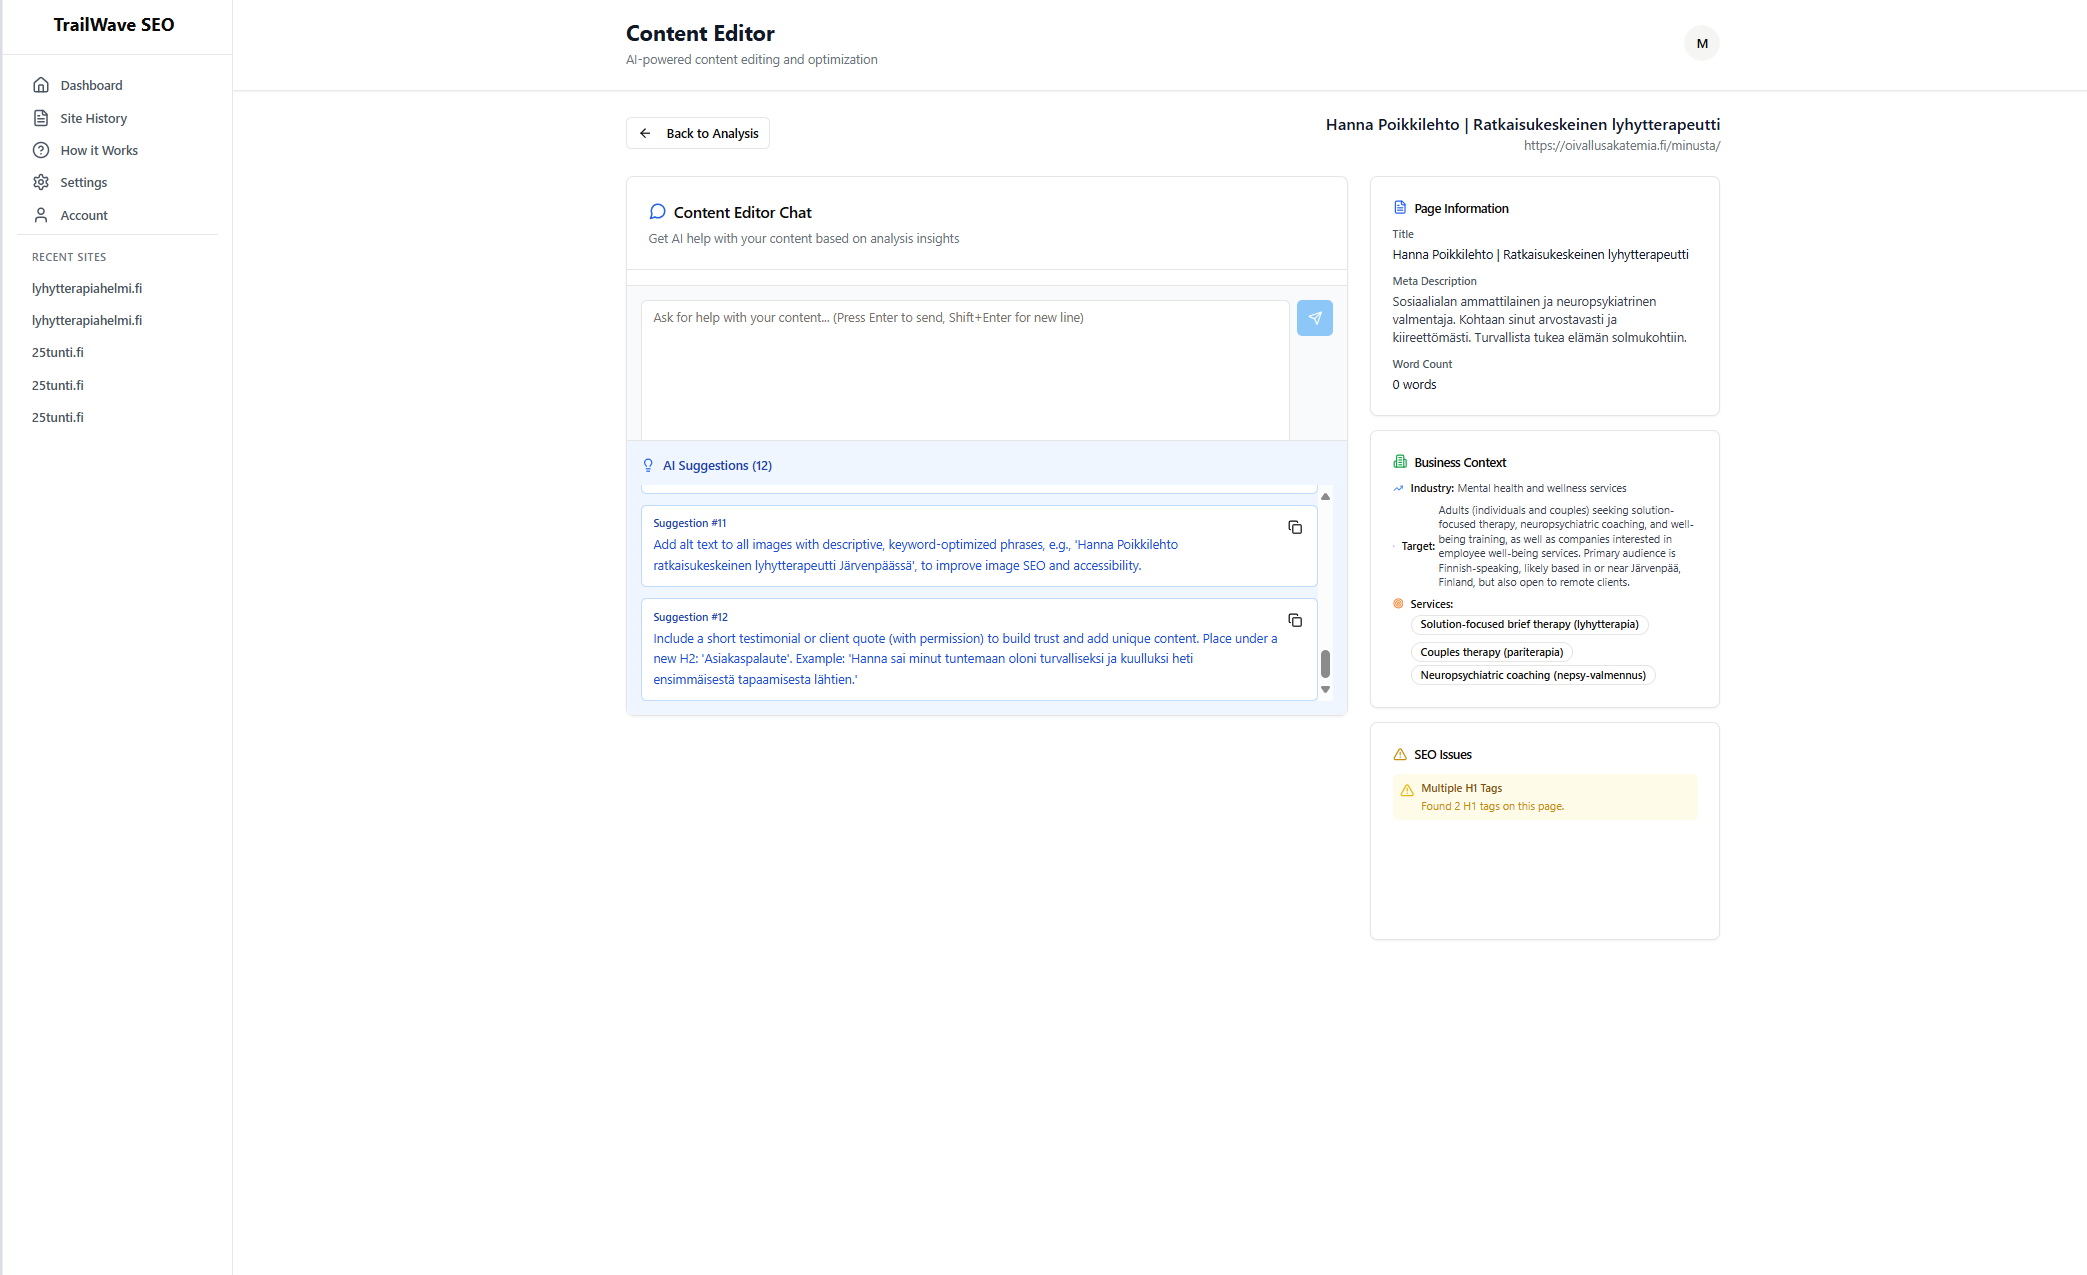 TrailWave SEO
Dashboard
Site History
How it Works
Settings
Account
RECENT SITES
lyhytterapiahelmi.fi
lyhytterapiahelmi.fi
25tunti.fi
25tunti.fi
25tunti.fi
Content Editor
AI-powered content editing and optimization
M
Back to Analysis
Hanna Poikkilehto | Ratkaisukeskeinen lyhytterapeutti
https://oivallusakatemia.fi/minusta/
Content Editor Chat
Get AI help with your content based on analysis insights
Ask for help with your content... (Press Enter to send, Shift+Enter for new line)
AI Suggestions (12)
Suggestion #11
Add alt text to all images with descriptive, keyword-optimized phrases, e.g., 'Hanna Poikkilehto
ratkaisukeskeinen lyhytterapeutti Järvenpäässä', to improve image SEO and accessibility.
Suggestion #12
Include a short testimonial or client quote (with permission) to build trust and add unique content. Place under a
new H2: 'Asiakaspalaute'. Example: 'Hanna sai minut tuntemaan oloni turvalliseksi ja kuulluksi heti
ensimmäisestä tapaamisesta lähtien.'
Page Information
Title
Hanna Poikkilehto | Ratkaisukeskeinen lyhytterapeutti
Meta Description
Sosiaalialan ammattilainen ja neuropsykiatrinen
valmentaja. Kohtaan sinut arvostavasti ja
kiireettömästi. Turvallista tukea elämän solmukohtiin.
Word Count
0 words
Business Context
Industry: Mental health and wellness services
Target:
Adults (individuals and couples) seeking solution-
focused therapy, neuropsychiatric coaching, and well-
being training, as well as companies interested in
employee well-being services. Primary audience is
Finnish-speaking, likely based in or near Järvenpää,
Finland, but also open to remote clients.
Services:
Solution-focused brief therapy (lyhytterapia)
Couples therapy (pariterapia)
Neuropsychiatric coaching (nepsy-valmennus)
SEO Issues
Multiple H1 Tags
Found 2 H1 tags on this page.